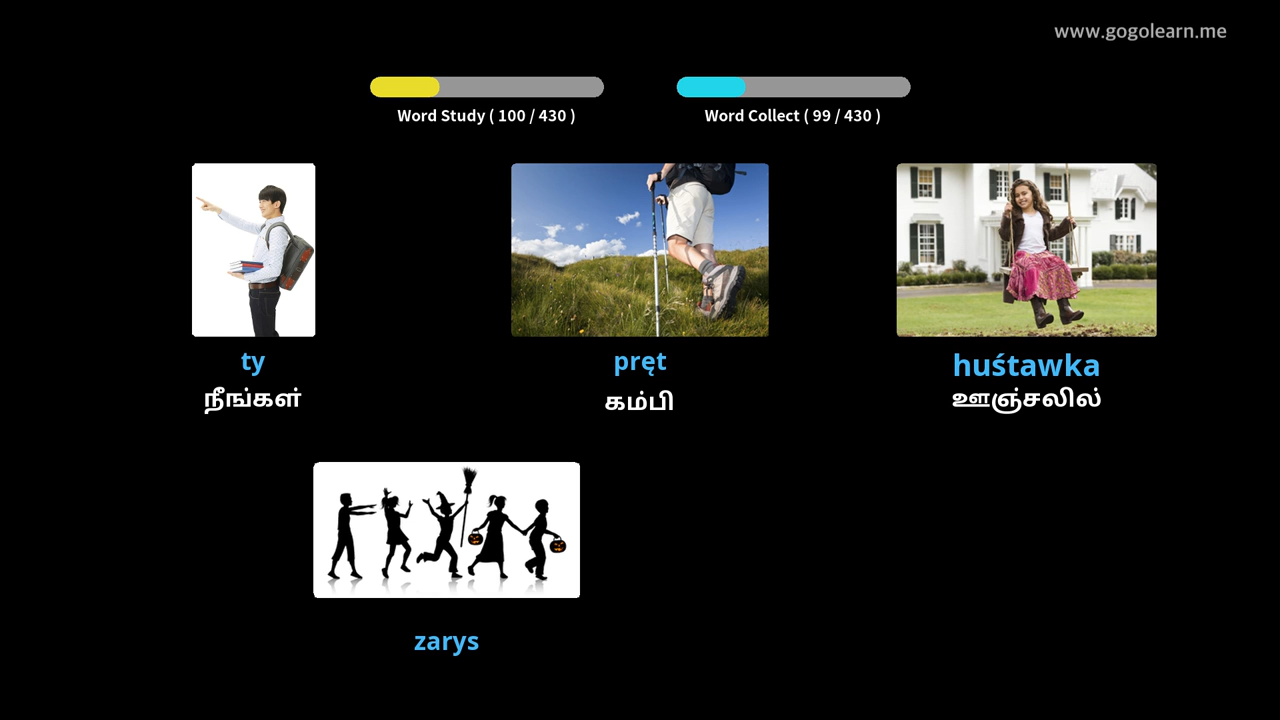 www.gogolearn.me
Word Study ( 100 / 430 )
Word Collect ( 99 / 430 )
ty
pręt
huśtawka
நீங்கள்
கம்பி
ஊஞ்சலில்
zarys